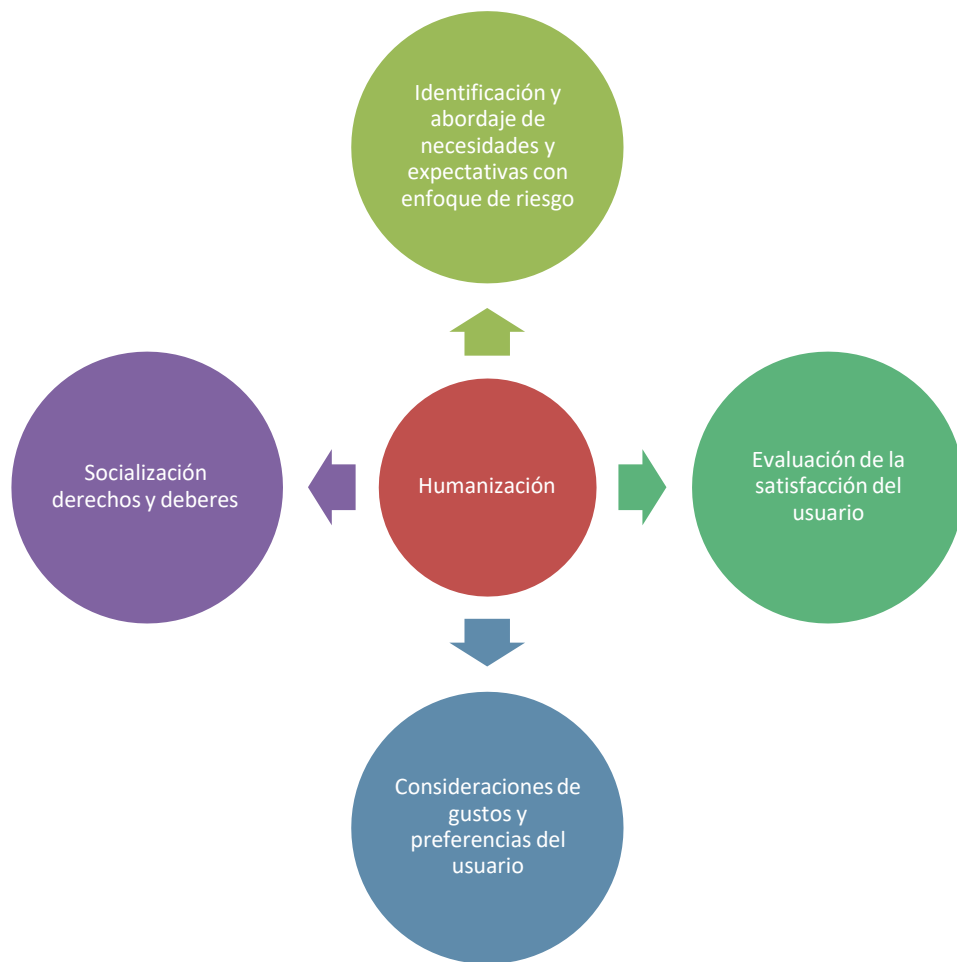 Identificación y
abordaje de
necesidades y
expectativas con
enfoque de riesgo
Socialización
derechos y deberes
Humanización
Evaluación de la
satisfacción del
usuario
Consideraciones de
gustos y
preferencias del
usuario